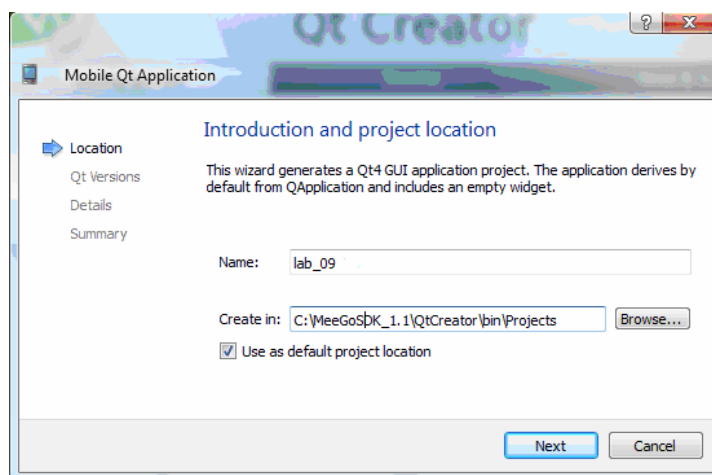 Qt Creator
Mobile Qt Application
Introduction and project location
Location
Qt Versions
Details
Summary
This wizard generates a Qt4 GUI application project. The application derives by
default from QApplication and includes an empty widget.
Name: lab_09
Create in: C:\MeeGoSDK_1.1\QtCreator\bin\Projects Browse...
Use as default project location
Next Cancel